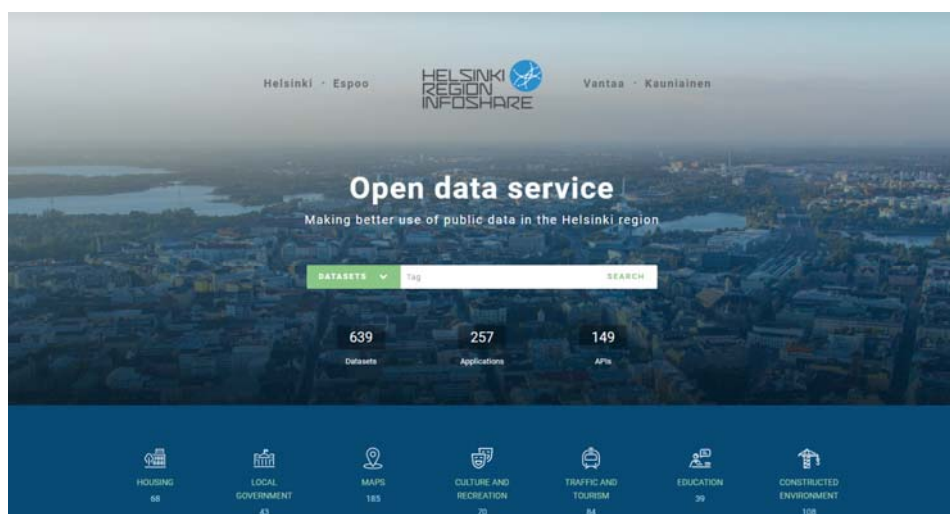 Helsinki · Espoo
HELSINKI
REGION
INFOSHARE
Vantaa · Kauniainen
Open data service
Making better use of public data in the Helsinki region
DATASETS
Tag
SEARCH
639
257
149
Datasets
Applications
APIs
HOUSING
68
LOCAL
GOVERNMENT
43
MAPS
185
CULTURE AND
RECREATION
70
TRAFFIC AND
TOURISM
84
EDUCATION
39
CONSTRUCTED
ENVIRONMENT
108